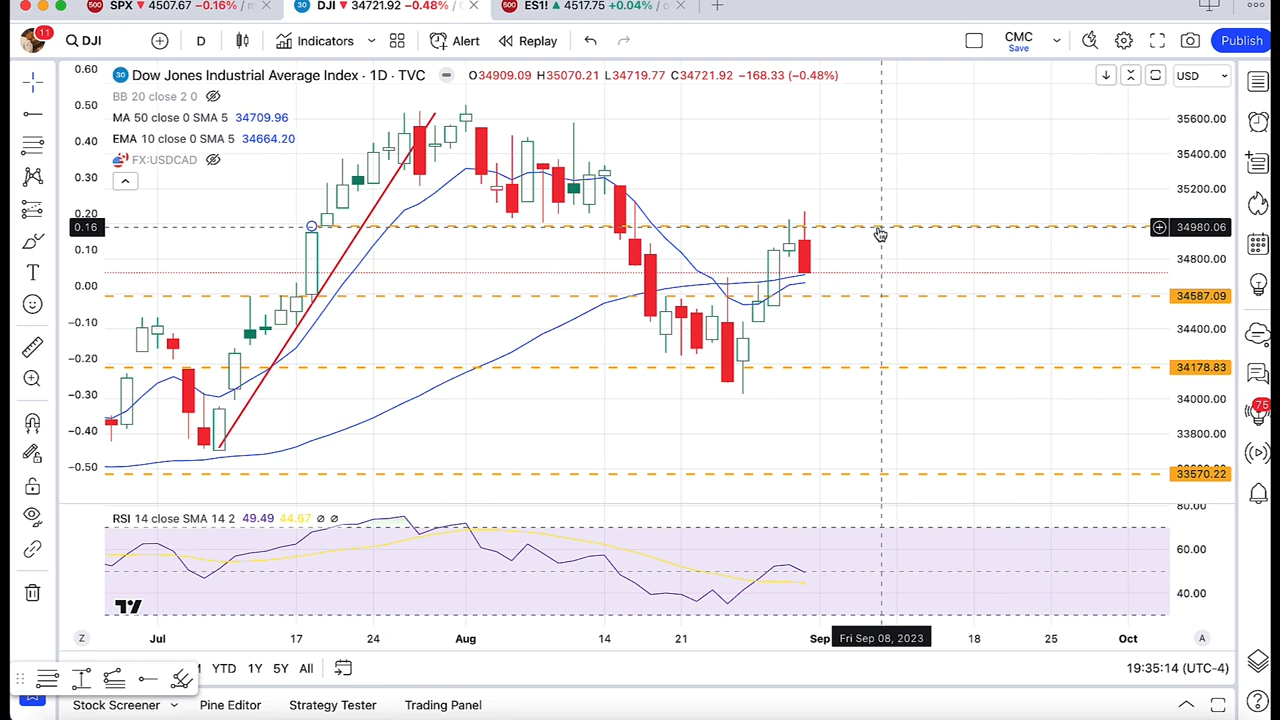 500 SPX ▼ 4507.67 −0.16%
30 DJI ▼ 34721.92 −0.48%
500 ES1! ▲ 4517.75 +0.04%
11
DJI
D
Indicators
Alert
Replay
CMC
Save
Publish
30 Dow Jones Industrial Average Index · 1D · TVC
O34909.09 H35070.21 L34719.77 C34721.92 −168.33 (−0.48%)
USD
BB 20 close 2 0
MA 50 close 0 SMA 5 34709.96
EMA 10 close 0 SMA 5 34664.20
FX:USDCAD
0.60
0.50
0.40
0.30
0.20
0.16
0.10
0.00
−0.10
−0.20
−0.30
−0.40
−0.50
35600.00
35400.00
35200.00
34980.06
34800.00
34587.09
34400.00
34178.83
34000.00
33800.00
33570.22
RSI 14 close SMA 14 2 49.49 44.67 ∅ ∅
80.00
60.00
40.00
75
Z
Jul
17
24
Aug
14
21
Sep
Fri Sep 08, 2023
18
25
Oct
A
YTD
1Y
5Y
All
19:35:14 (UTC-4)
Stock Screener
Pine Editor
Strategy Tester
Trading Panel